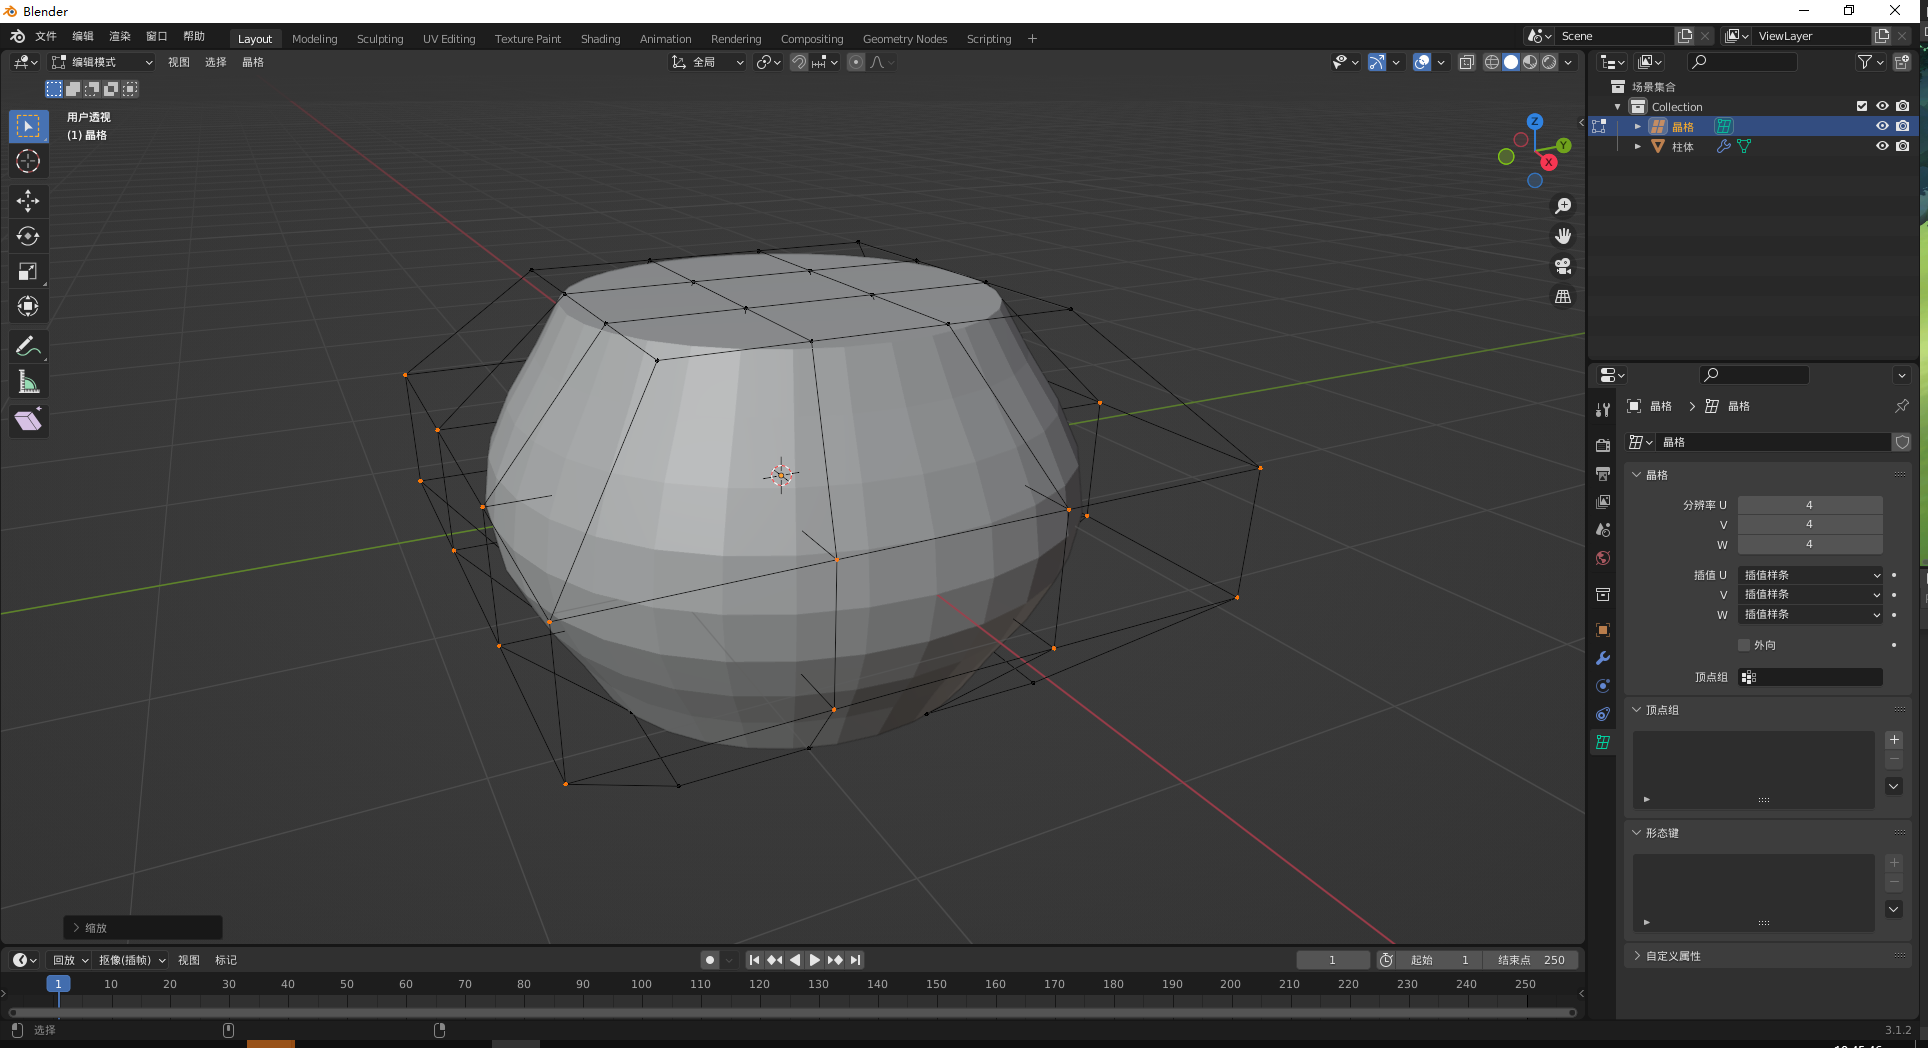 Blender
文件 编辑 渲染 窗口 帮助 Layout Modeling Sculpting UV Editing Texture Paint Shading Animation Rendering Compositing Geometry Nodes Scripting + Scene ViewLayer
编辑模式 视图 选择 晶格 全局
用户透视
(1) 晶格
Z
Y
X
缩放
场景集合
Collection
晶格
柱体
晶格 > 晶格
晶格
晶格
分辨率 U 4
V 4
W 4
插值 U 插值样条
V 插值样条
W 插值样条
外向
顶点组
顶点组
形态键
自定义属性
回放 抠像(插帧) 视图 标记 1 起始 1 结束点 250
1 10 20 30 40 50 60 70 80 90 100 110 120 130 140 150 160 170 180 190 200 210 220 230 240 250
选择 3.1.2